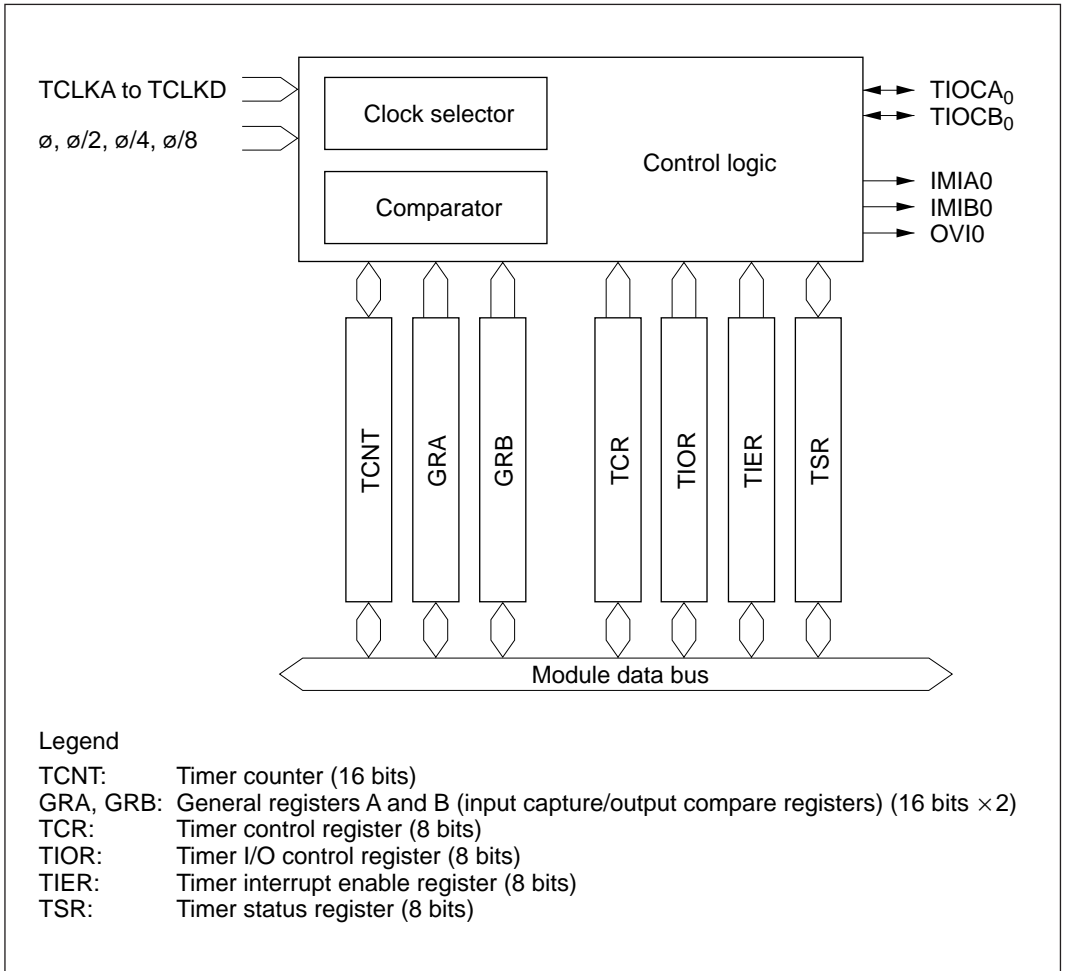 TCLKA to TCLKD
ø, ø/2, ø/4, ø/8
Clock selector
Comparator
Control logic
TIOCA0
TIOCB0
IMIA0
IMIB0
OVI0
TCNT
GRA
GRB
TCR
TIOR
TIER
TSR
Module data bus
Legend
TCNT: Timer counter (16 bits)
GRA, GRB: General registers A and B (input capture/output compare registers) (16 bits ×2)
TCR: Timer control register (8 bits)
TIOR: Timer I/O control register (8 bits)
TIER: Timer interrupt enable register (8 bits)
TSR: Timer status register (8 bits)